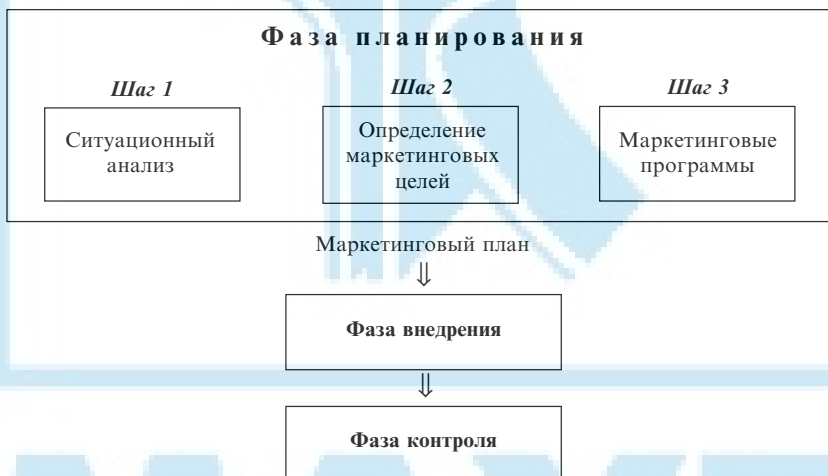 Фаза планирования
Шаг 1
Шаг 2
Шаг 3
Ситуационный
анализ
Определение
маркетинговых
целей
Маркетинговые
программы
Маркетинговый план
⇓
Фаза внедрения
⇓
Фаза контроля